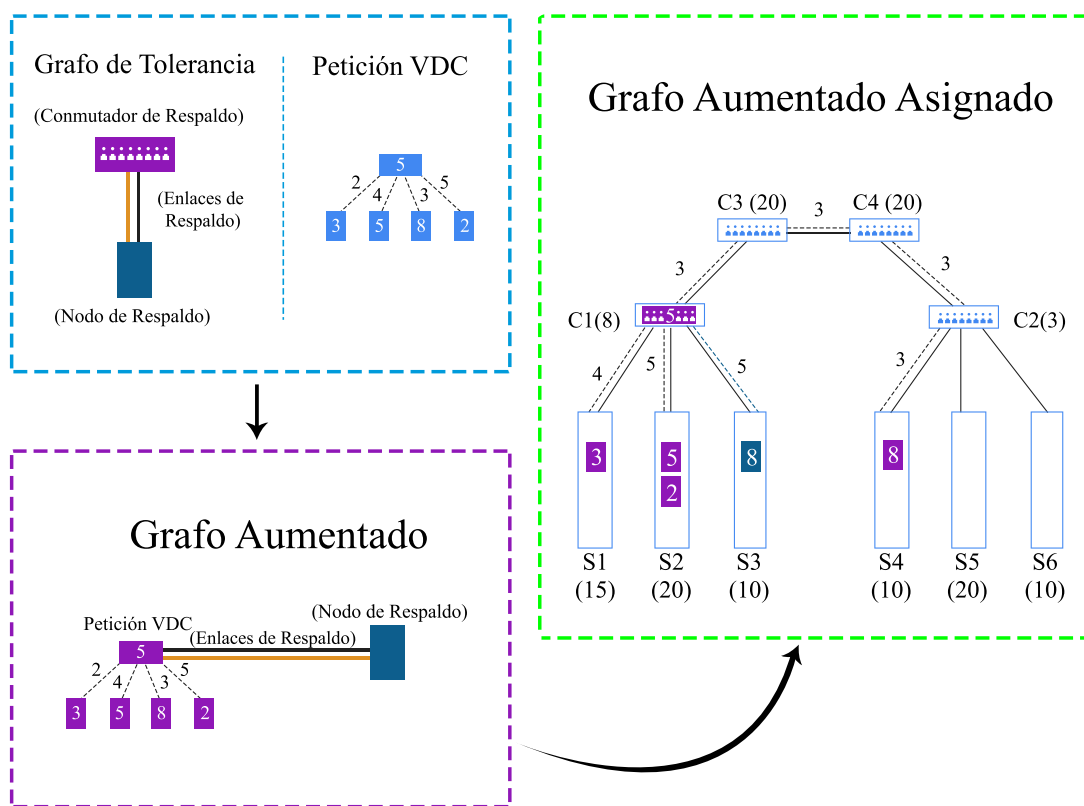 Grafo de Tolerancia
(Conmutador de Respaldo)
(Enlaces de
Respaldo)
(Nodo de Respaldo)
Petición VDC
5
2 4 3 5
3 5 8 2
Grafo Aumentado
(Nodo de Respaldo)
Petición VDC
(Enlaces de Respaldo)
5
2 4 3 5
3 5 8 2
Grafo Aumentado Asignado
C3 (20) C4 (20)
3
3 3
C1(8) 5 C2(3)
4 5 5 3
3 5 8 8
2
S1 S2 S3 S4 S5 S6
(15) (20) (10) (10) (20) (10)